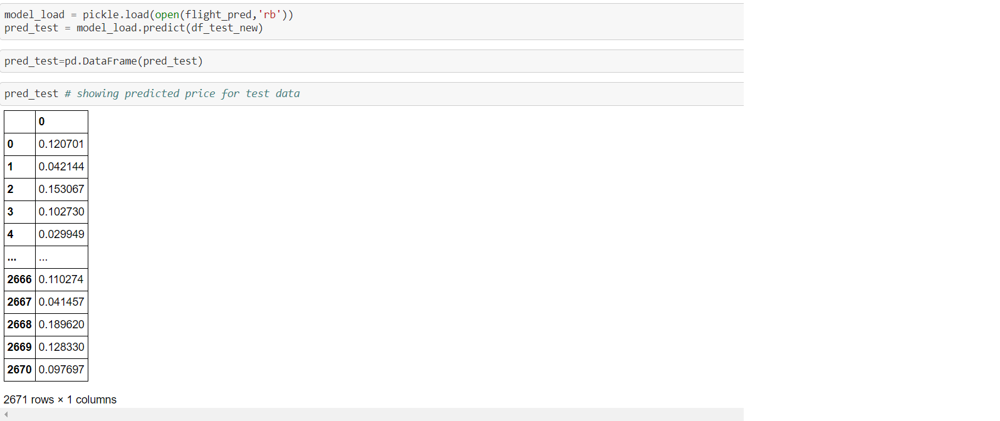 model_load = pickle.load(open(flight_pred,'rb'))
pred_test = model_load.predict(df_test_new)
pred_test=pd.DataFrame(pred_test)
pred_test # showing predicted price for test data
0
0 0.120701
1 0.042144
2 0.153067
3 0.102730
4 0.029949
... ...
2666 0.110274
2667 0.041457
2668 0.189620
2669 0.128330
2670 0.097697
2671 rows × 1 columns